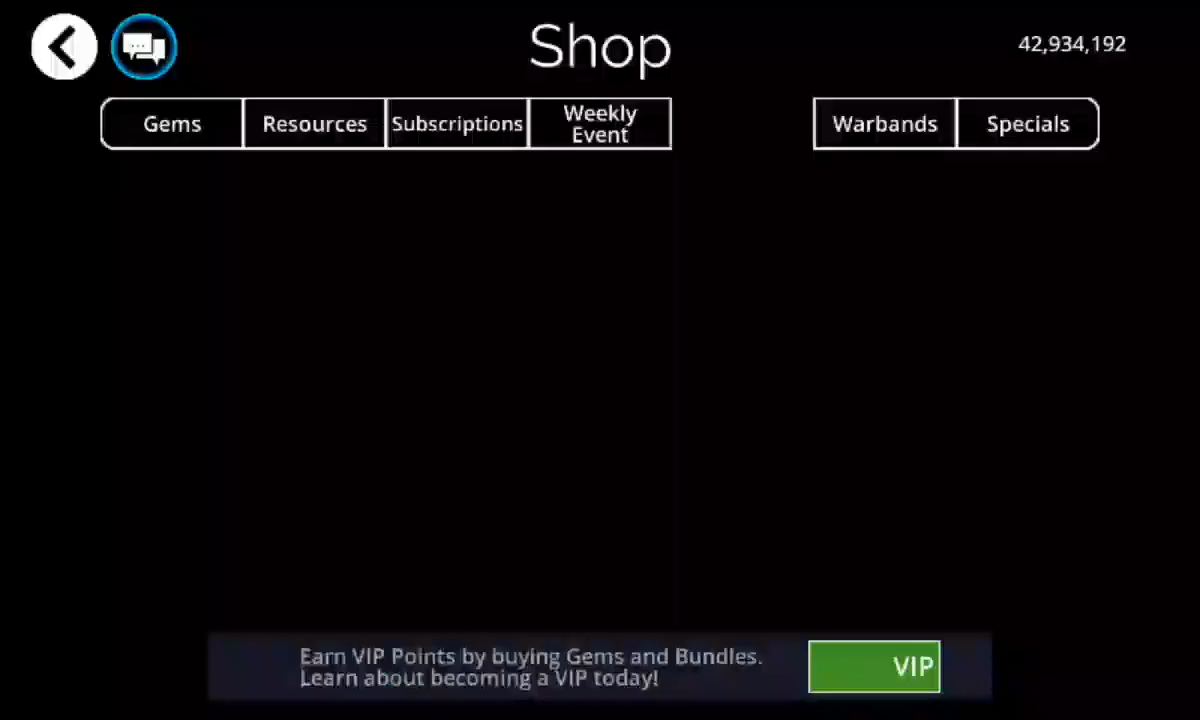 Shop
42,934,192
Gems
Resources
Subscriptions
Weekly
Event
Warbands
Specials
Earn VIP Points by buying Gems and Bundles.
Learn about becoming a VIP today!
VIP